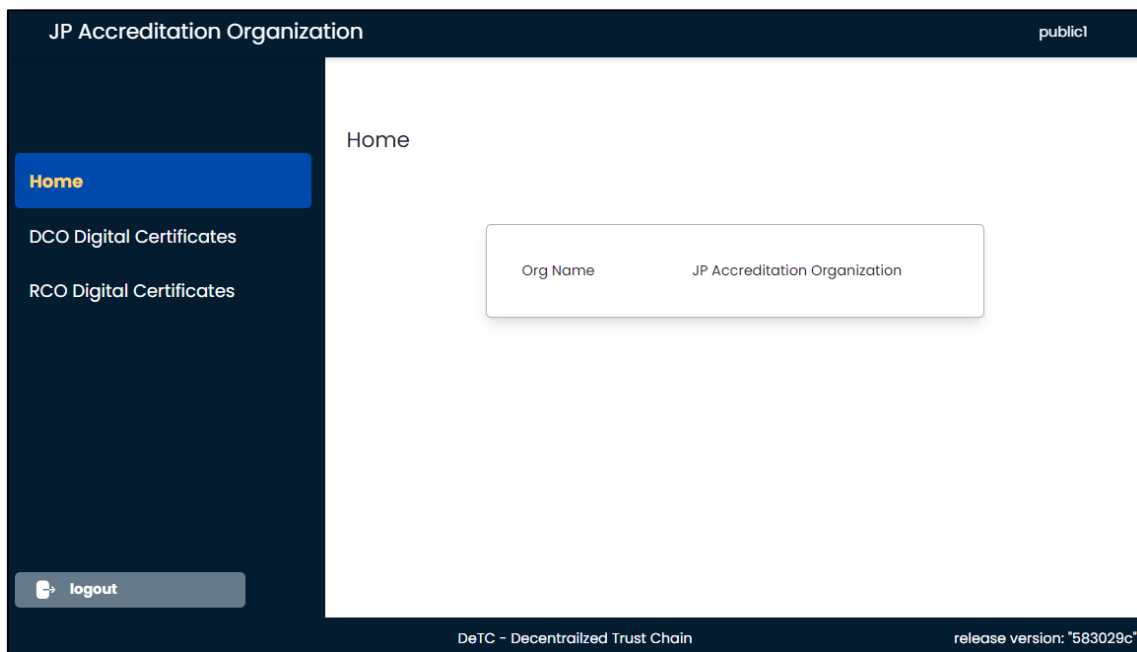 JP Accreditation Organization
public1
Home
Home
DCO Digital Certificates
RCO Digital Certificates
Org Name JP Accreditation Organization
logout
DeTC - Decentrailzed Trust Chain
release version: "583029c"